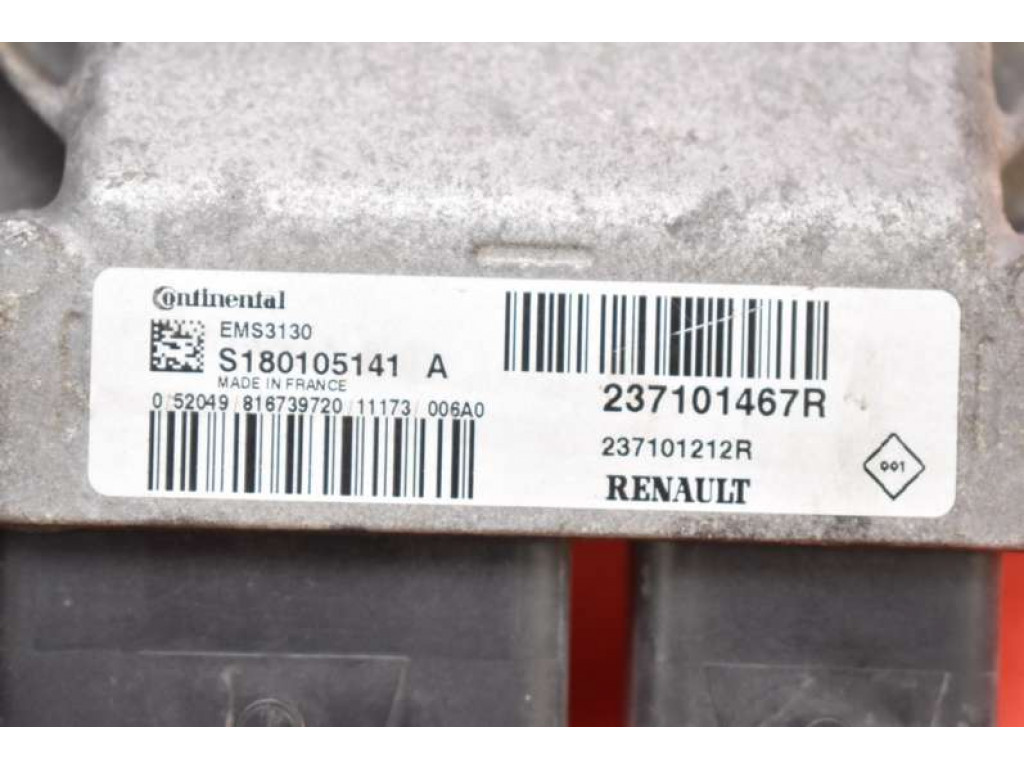 Continental
EMS3130
S180105141 A
MADE IN FRANCE
0 52049 816739720 11173 006A0
237101467R
237101212R
RENAULT
001